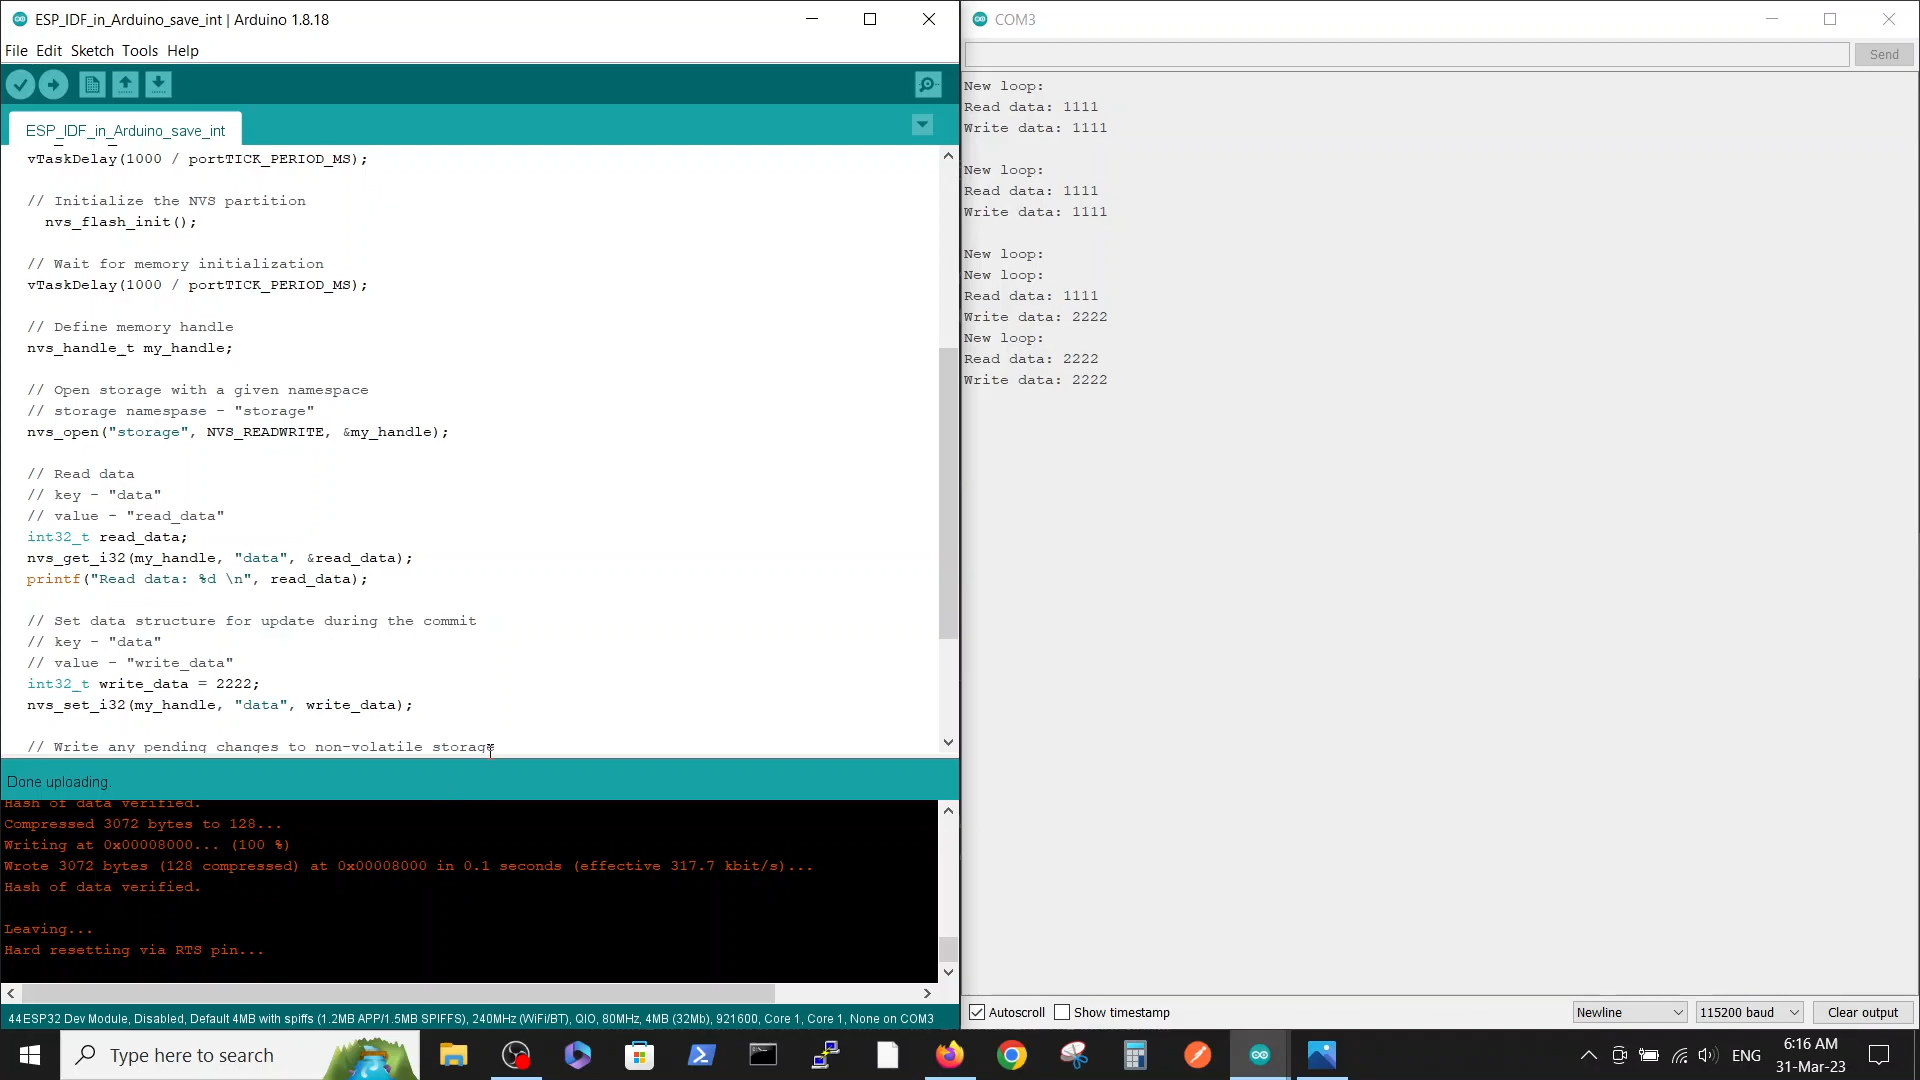 ESP_IDF_in_Arduino_save_int | Arduino 1.8.18
File Edit Sketch Tools Help
ESP_IDF_in_Arduino_save_int
vTaskDelay(1000 / portTICK_PERIOD_MS);
// Initialize the NVS partition
nvs_flash_init();
// Wait for memory initialization
vTaskDelay(1000 / portTICK_PERIOD_MS);
// Define memory handle
nvs_handle_t my_handle;
// Open storage with a given namespace
// storage namespase - "storage"
nvs_open("storage", NVS_READWRITE, &my_handle);
// Read data
// key - "data"
// value - "read_data"
int32_t read_data;
nvs_get_i32(my_handle, "data", &read_data);
printf("Read data: %d \n", read_data);
// Set data structure for update during the commit
// key - "data"
// value - "write_data"
int32_t write_data = 2222;
nvs_set_i32(my_handle, "data", write_data);
// Write any pending changes to non-volatile storage
Done uploading.
Hash of data verified.
Compressed 3072 bytes to 128...
Writing at 0x00008000... (100 %)
Wrote 3072 bytes (128 compressed) at 0x00008000 in 0.1 seconds (effective 317.7 kbit/s)...
Hash of data verified.
Leaving...
Hard resetting via RTS pin...
44 ESP32 Dev Module, Disabled, Default 4MB with spiffs (1.2MB APP/1.5MB SPIFFS), 240MHz (WiFi/BT), QIO, 80MHz, 4MB (32Mb), 921600, Core 1, Core 1, None on COM3
COM3
Send
New loop:
Read data: 1111
Write data: 1111
New loop:
Read data: 1111
Write data: 1111
New loop:
New loop:
Read data: 1111
Write data: 2222
New loop:
Read data: 2222
Write data: 2222
Autoscroll Show timestamp
Newline
115200 baud
Clear output
Type here to search
ENG
6:16 AM
31-Mar-23